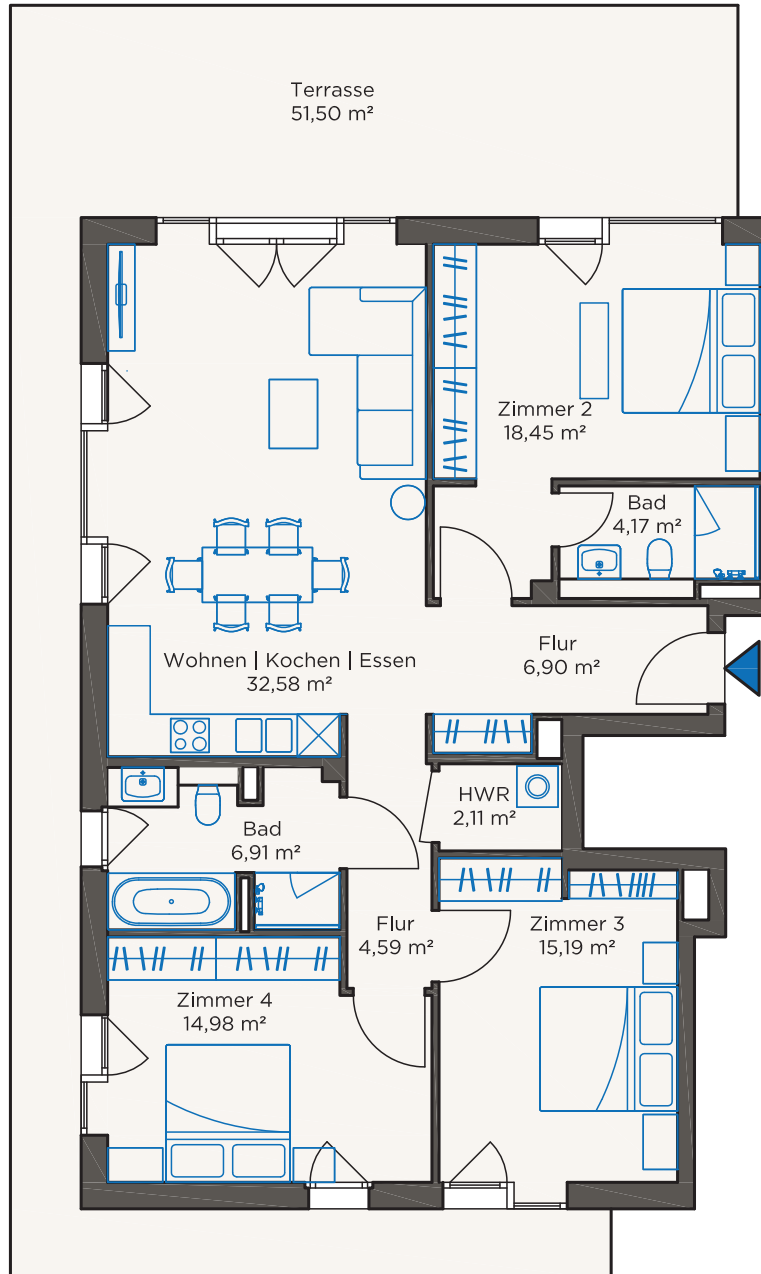 Terrasse
51,50 m²
Zimmer 2
18,45 m²
Bad
4,17 m²
Wohnen | Kochen | Essen
32,58 m²
Flur
6,90 m²
HWR
2,11 m²
Bad
6,91 m²
Flur
4,59 m²
Zimmer 3
15,19 m²
Zimmer 4
14,98 m²